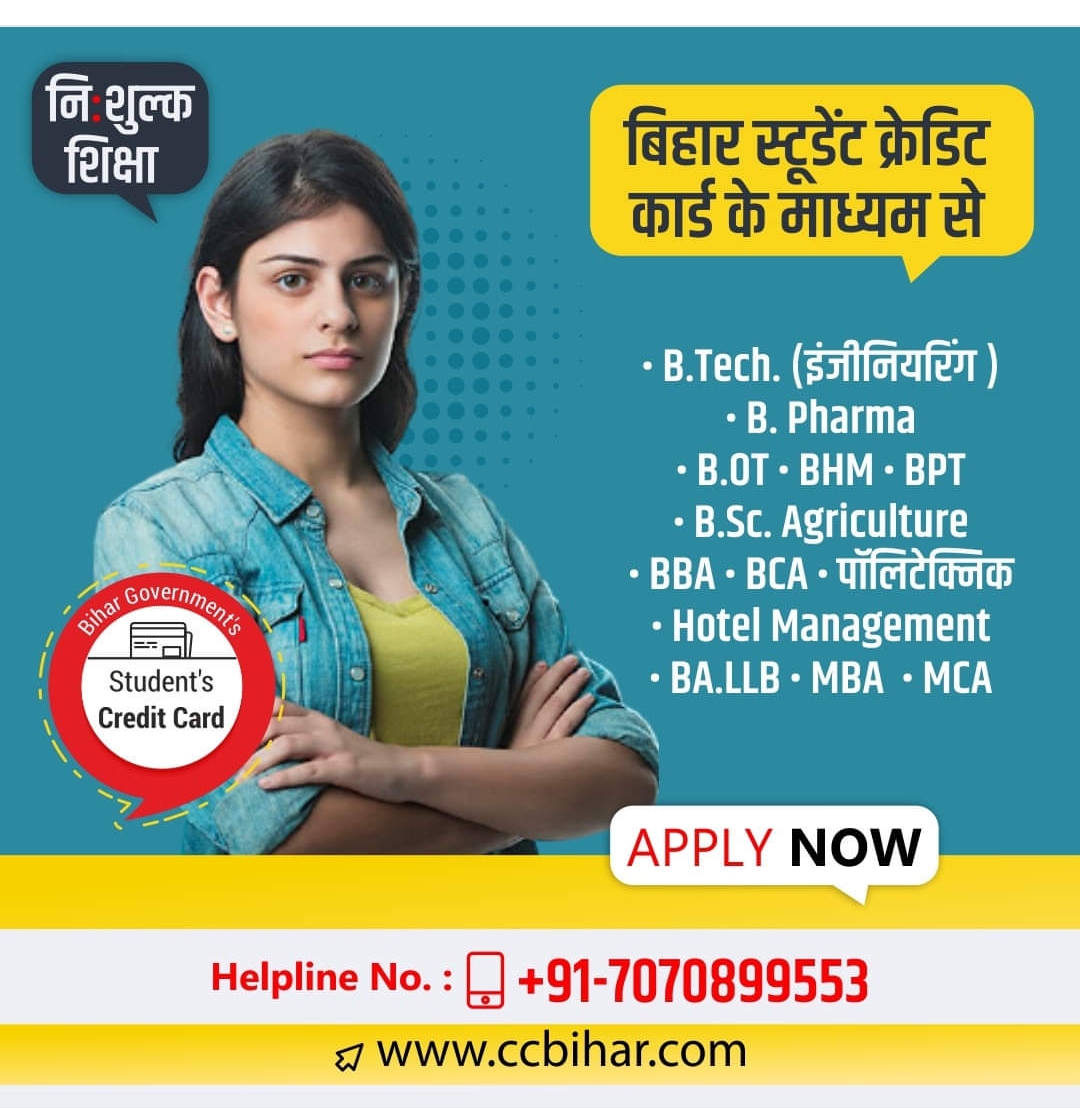 नि:शुल्क
शिक्षा
बिहार स्टूडेंट क्रेडिट
कार्ड के माध्यम से
• B.Tech. (इंजीनियरिंग )
• B. Pharma
• B.OT • BHM • BPT
• B.Sc. Agriculture
• BBA • BCA • पॉलिटेक्निक
• Hotel Management
• BA.LLB • MBA • MCA
Bihar Government's
Student's
Credit Card
APPLY NOW
Helpline No. : +91-7070899553
www.ccbihar.com